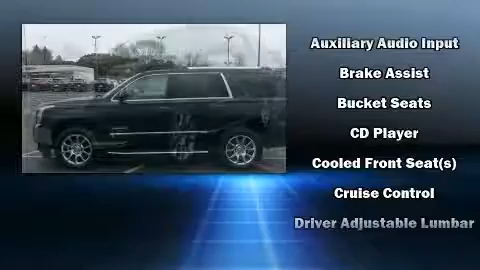 Auxiliary Audio Input
Brake Assist
Bucket Seats
CD Player
Cooled Front Seat(s)
Cruise Control
Driver Adjustable Lumbar